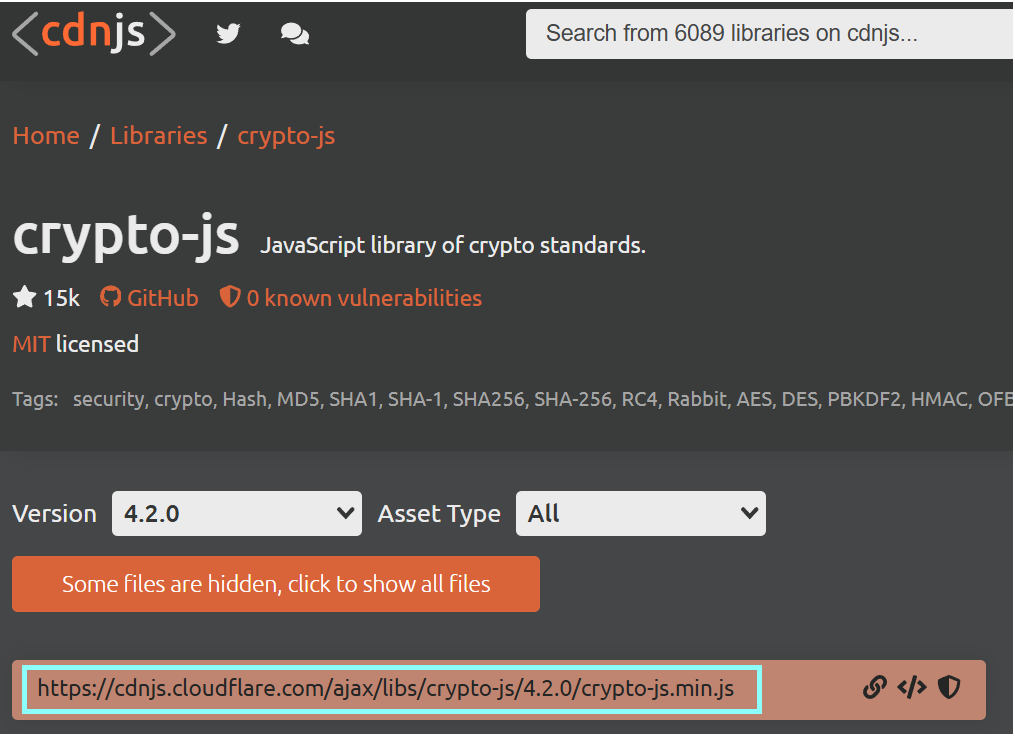 <cdnjs>
Search from 6089 libraries on cdnjs...
Home / Libraries / crypto-js
crypto-js JavaScript library of crypto standards.
15k GitHub 0 known vulnerabilities
MIT licensed
Tags: security, crypto, Hash, MD5, SHA1, SHA-1, SHA256, SHA-256, RC4, Rabbit, AES, DES, PBKDF2, HMAC, OFB
Version 4.2.0 Asset Type All
Some files are hidden, click to show all files
https://cdnjs.cloudflare.com/ajax/libs/crypto-js/4.2.0/crypto-js.min.js </>